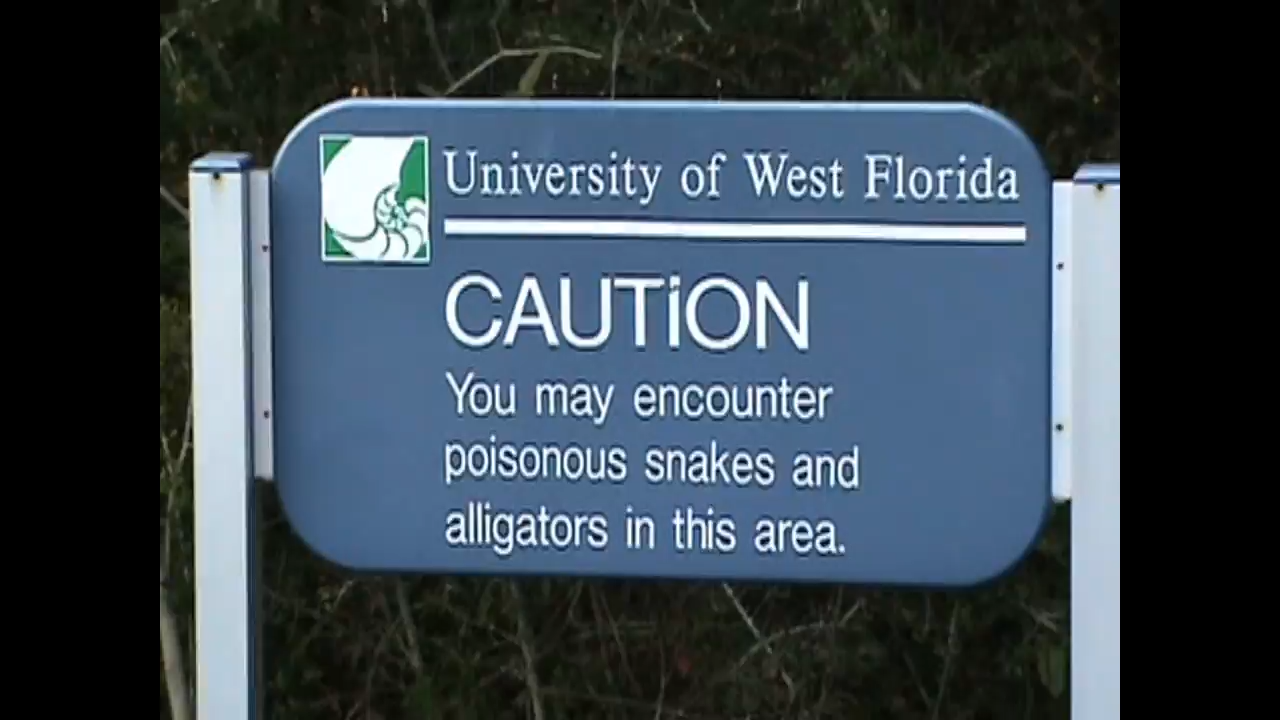 University of West Florida
CAUTiON
You may encounter
poisonous snakes and
alligators in this area.